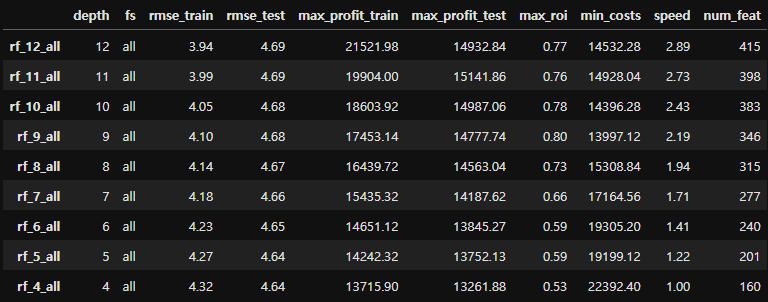 depth fs rmse_train rmse_test max_profit_train max_profit_test max_roi min_costs speed num_feat
rf_12_all 12 all 3.94 4.69 21521.98 14932.84 0.77 14532.28 2.89 415
rf_11_all 11 all 3.99 4.69 19904.00 15141.86 0.76 14928.04 2.73 398
rf_10_all 10 all 4.05 4.68 18603.92 14987.06 0.78 14396.28 2.43 383
rf_9_all 9 all 4.10 4.68 17453.14 14777.74 0.80 13997.12 2.19 346
rf_8_all 8 all 4.14 4.67 16439.72 14563.04 0.73 15308.84 1.94 315
rf_7_all 7 all 4.18 4.66 15435.32 14187.62 0.66 17164.56 1.71 277
rf_6_all 6 all 4.23 4.65 14651.12 13845.27 0.59 19305.20 1.41 240
rf_5_all 5 all 4.27 4.64 14242.32 13752.13 0.59 19199.12 1.22 201
rf_4_all 4 all 4.32 4.64 13715.90 13261.88 0.53 22392.40 1.00 160